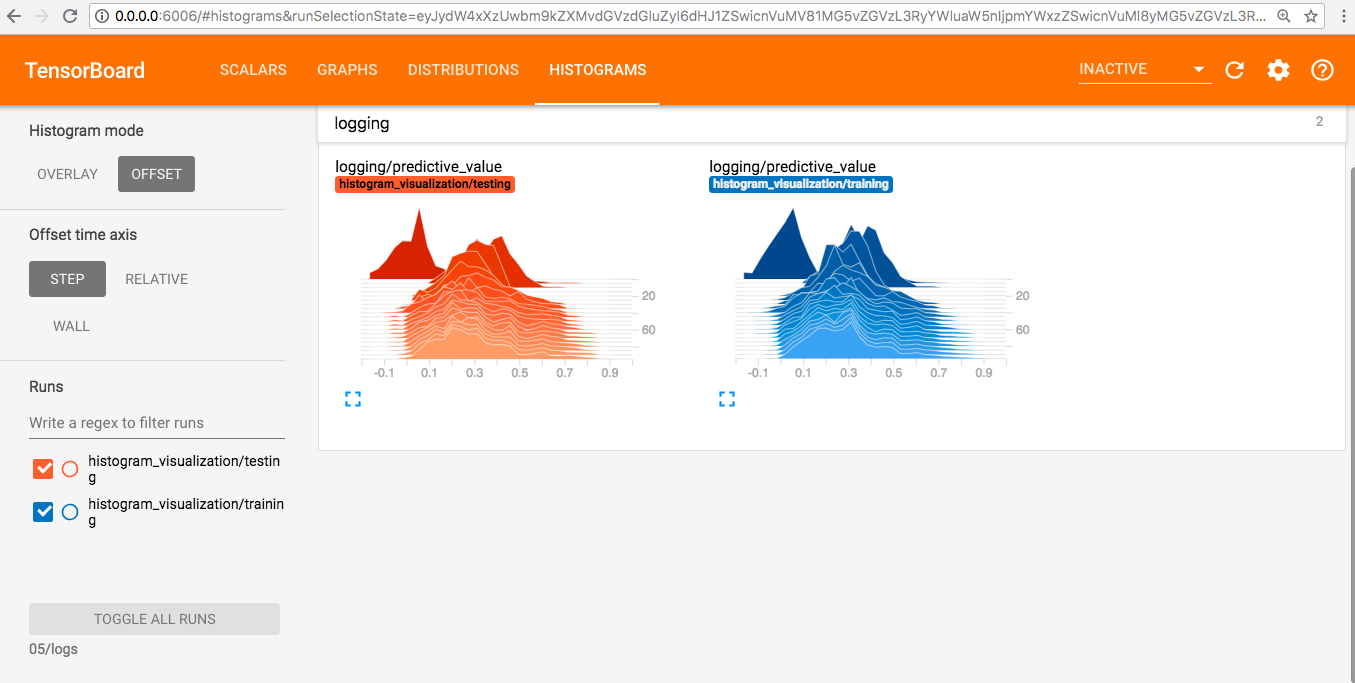 0.0.0.0:6006/#histograms&runSelectionState=eyJydW4xXzUwbm9kZXMvdGVzdGluZyI6dHJ1ZSwicnVuMV81MG5vZGVzL3RyYWluaW5nIjpmYWxzZSwicnVuMl8yMG5vZGVzL3R...
TensorBoard SCALARS GRAPHS DISTRIBUTIONS HISTOGRAMS INACTIVE
Histogram mode
OVERLAY OFFSET
Offset time axis
STEP RELATIVE
WALL
Runs
Write a regex to filter runs
histogram_visualization/testin
g
histogram_visualization/trainin
g
TOGGLE ALL RUNS
05/logs
logging 2
logging/predictive_value
histogram_visualization/testing
20
60
-0.1 0.1 0.3 0.5 0.7 0.9
logging/predictive_value
histogram_visualization/training
20
60
-0.1 0.1 0.3 0.5 0.7 0.9